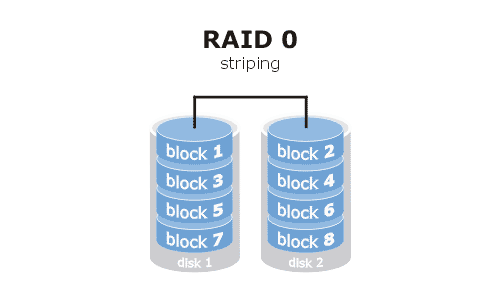 RAID 0
striping
block 1
block 3
block 5
block 7
disk 1
block 2
block 4
block 6
block 8
disk 2